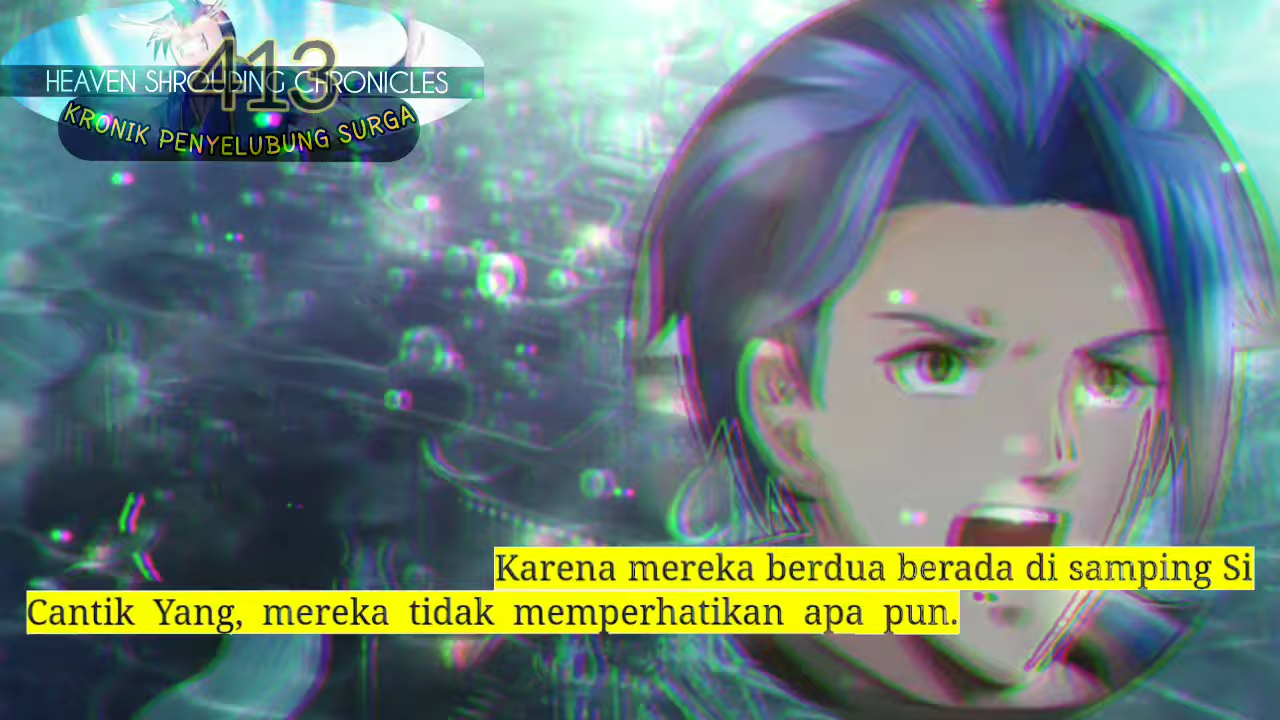 413
HEAVEN SHROUDING CHRONICLES
KRONIK PENYELUBUNG SURGA
Karena mereka berdua berada di samping Si
Cantik Yang, mereka tidak memperhatikan apa pun.